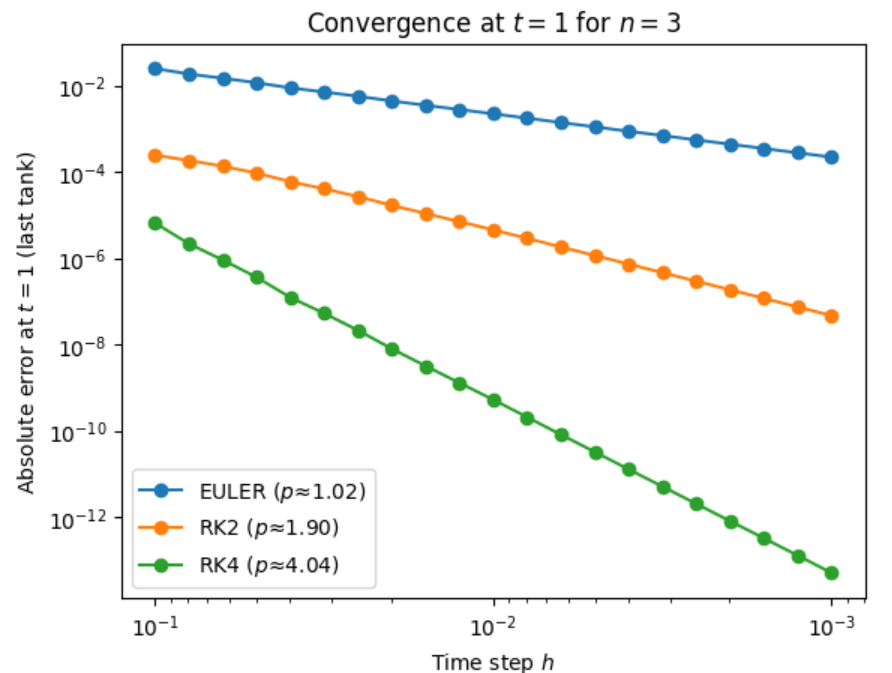 Convergence at t = 1 for n = 3
Absolute error at t = 1 (last tank)
10⁻²
10⁻⁴
10⁻⁶
10⁻⁸
10⁻¹⁰
10⁻¹²
EULER (p≈1.02)
RK2 (p≈1.90)
RK4 (p≈4.04)
10⁻¹ 10⁻² 10⁻³
Time step h